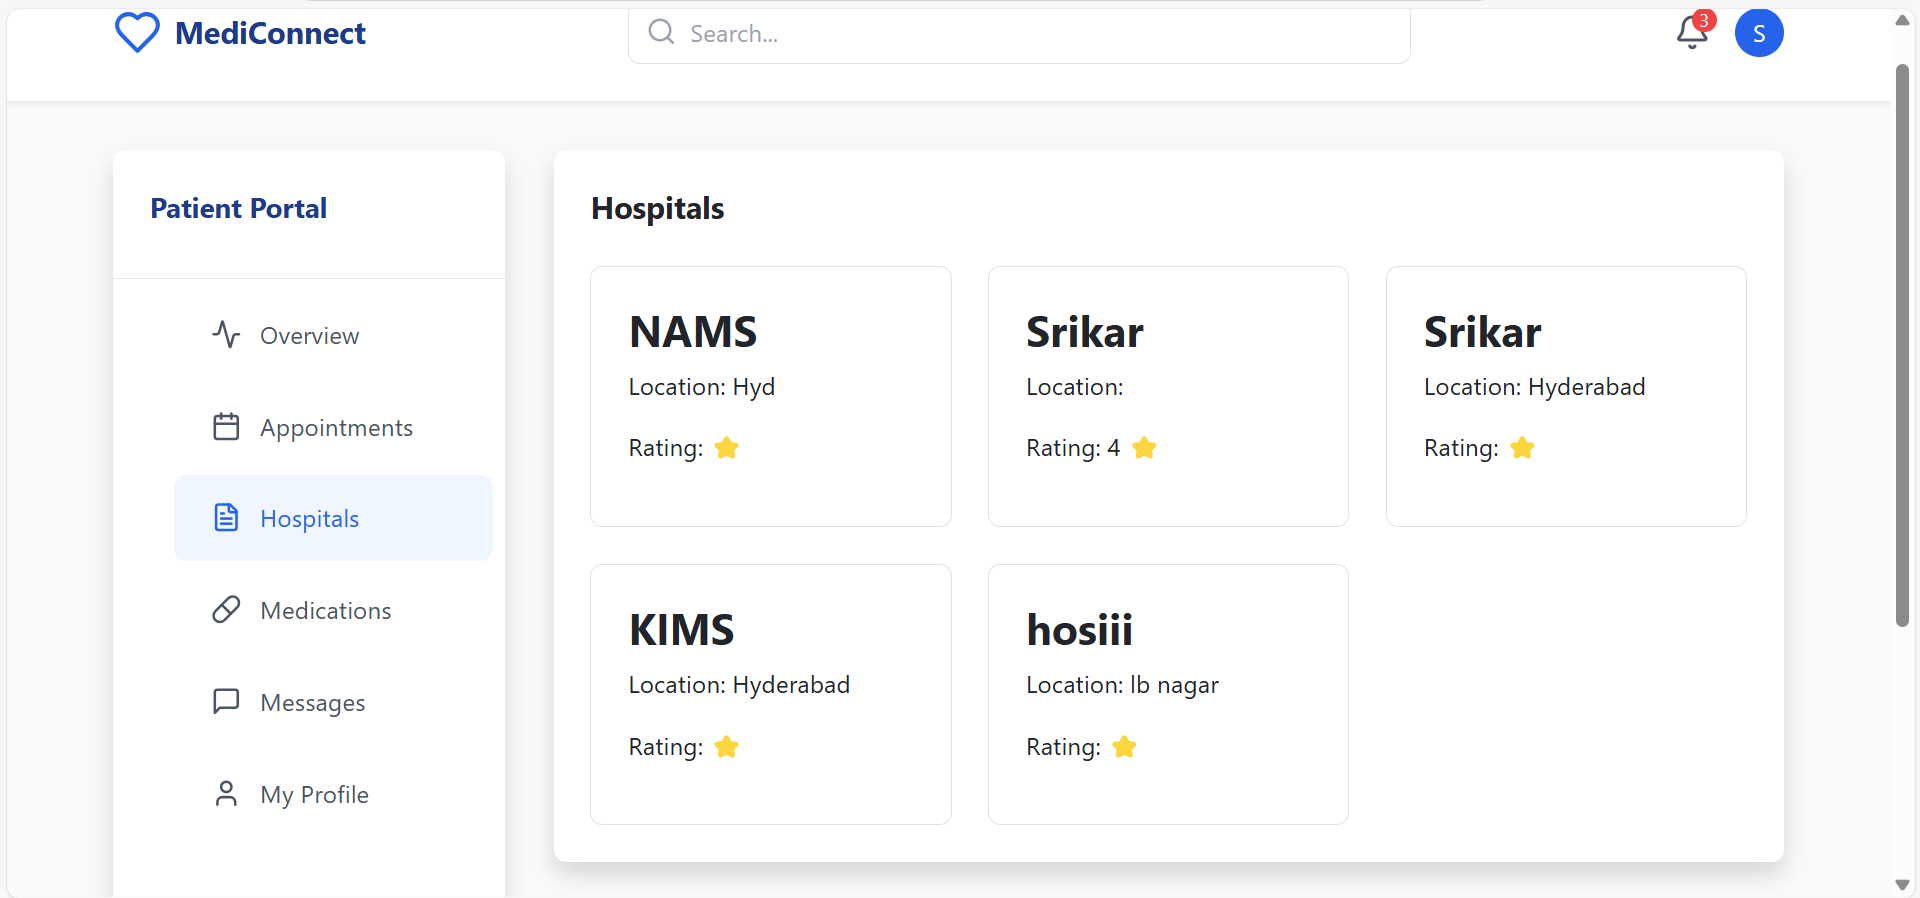 MediConnect
Search...
3
S
Patient Portal
Overview
Appointments
Hospitals
Medications
Messages
My Profile
Hospitals
NAMS
Location: Hyd
Rating:
Srikar
Location:
Rating: 4
Srikar
Location: Hyderabad
Rating:
KIMS
Location: Hyderabad
Rating:
hosiii
Location: lb nagar
Rating: